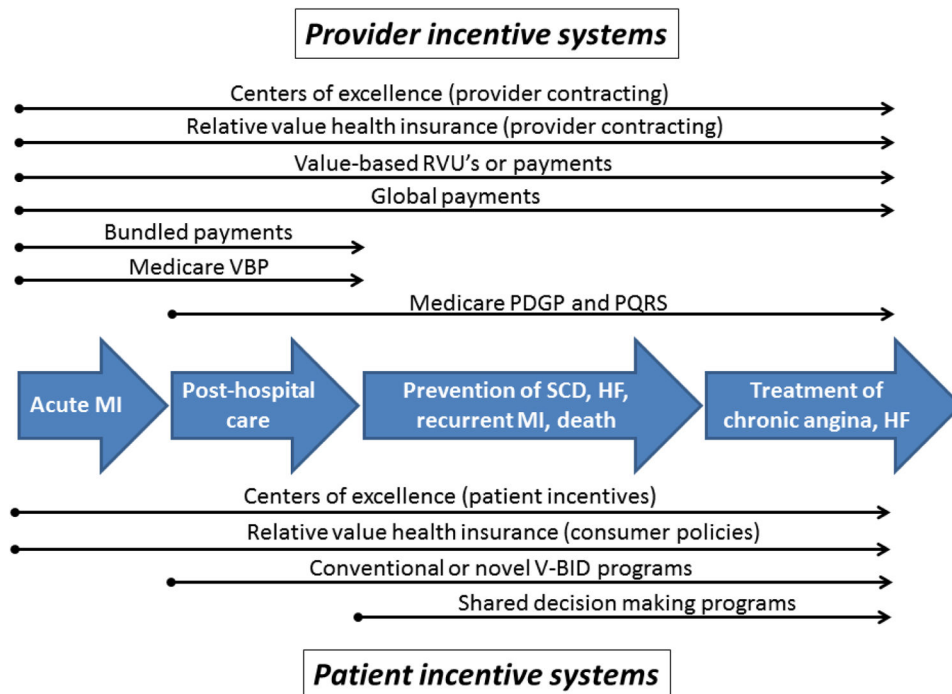 Provider incentive systems
Centers of excellence (provider contracting)
Relative value health insurance (provider contracting)
Value-based RVU's or payments
Global payments
Bundled payments
Medicare VBP
Medicare PDGP and PQRS
Acute MI
Post-hospital
care
Prevention of SCD, HF,
recurrent MI, death
Treatment of
chronic angina, HF
Centers of excellence (patient incentives)
Relative value health insurance (consumer policies)
Conventional or novel V-BID programs
Shared decision making programs
Patient incentive systems